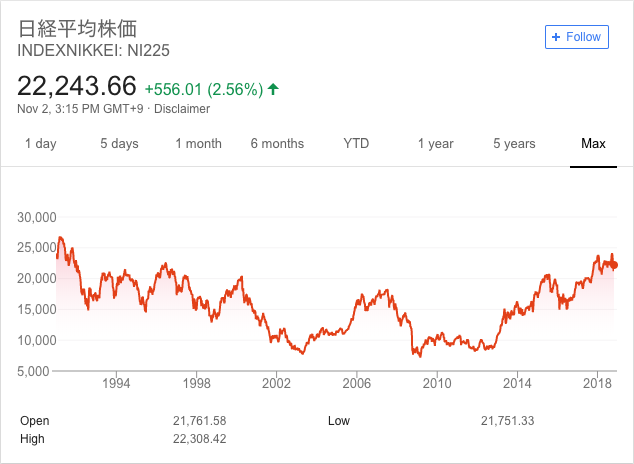 日経平均株価
INDEXNIKKEI: NI225
+ Follow
22,243.66 +556.01 (2.56%) ↑
Nov 2, 3:15 PM GMT+9 · Disclaimer
1 day 5 days 1 month 6 months YTD 1 year 5 years Max
30,000
25,000
20,000
15,000
10,000
5,000
1994 1998 2002 2006 2010 2014 2018
Open 21,761.58 Low 21,751.33
High 22,308.42